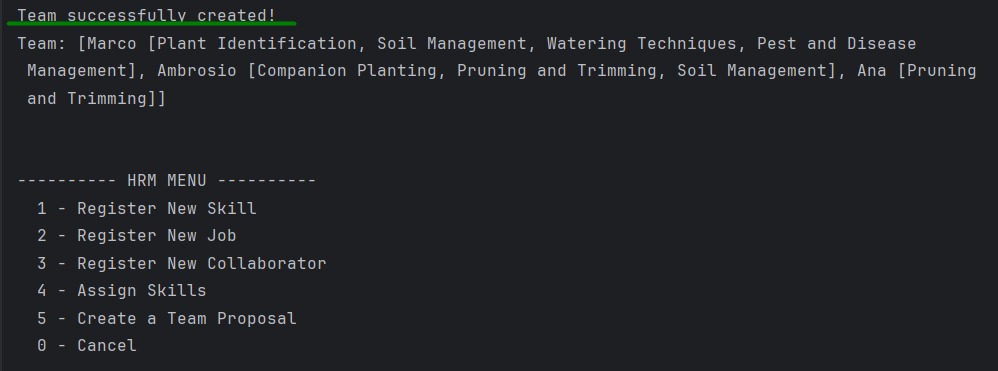 Team successfully created!
Team: [Marco [Plant Identification, Soil Management, Watering Techniques, Pest and Disease
Management], Ambrosio [Companion Planting, Pruning and Trimming, Soil Management], Ana [Pruning
and Trimming]]
---------- HRM MENU ----------
1 - Register New Skill
2 - Register New Job
3 - Register New Collaborator
4 - Assign Skills
5 - Create a Team Proposal
0 - Cancel